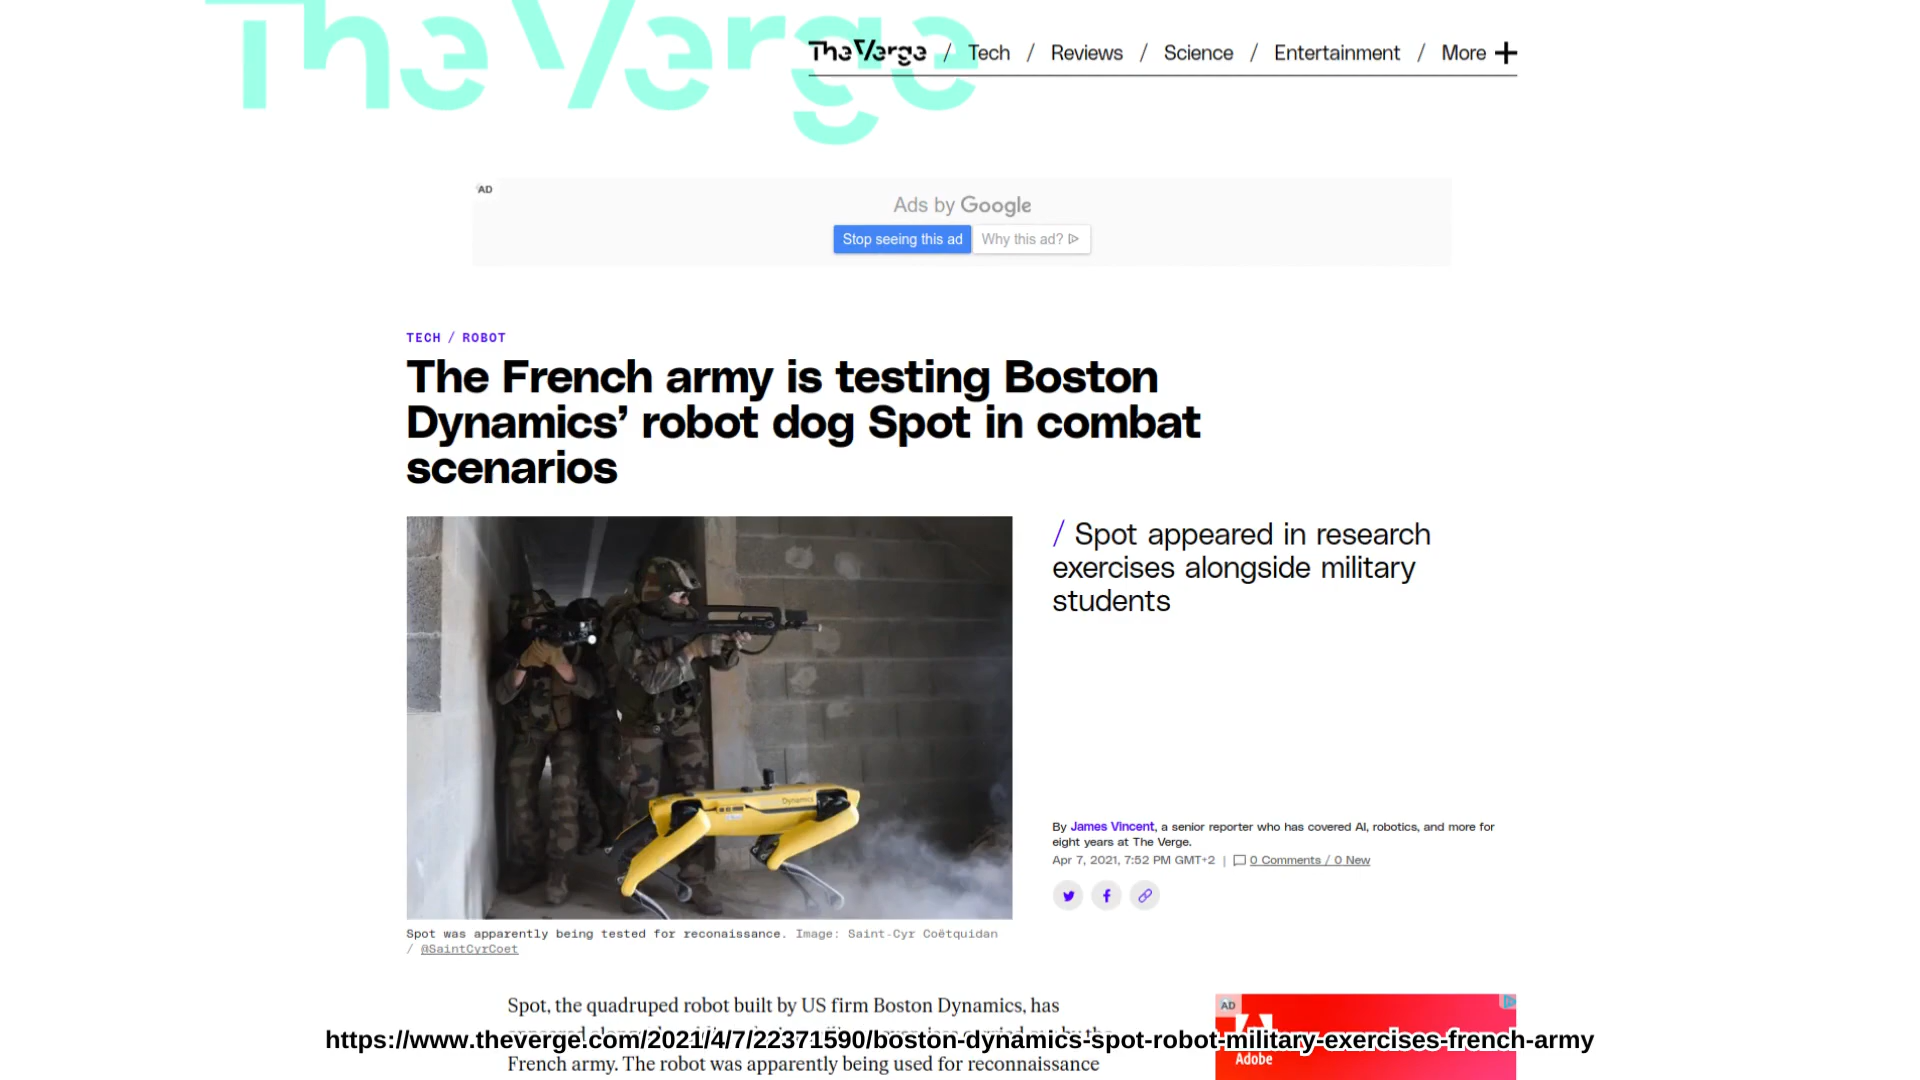 The Verge
The Verge / Tech / Reviews / Science / Entertainment / More +
AD
Ads by Google
Stop seeing this ad
Why this ad?
TECH / ROBOT
The French army is testing Boston
Dynamics’ robot dog Spot in combat
scenarios
/ Spot appeared in research
exercises alongside military
students
Dynamics
By James Vincent, a senior reporter who has covered AI, robotics, and more for
eight years at The Verge.
Apr 7, 2021, 7:52 PM GMT+2 | 0 Comments / 0 New
Spot was apparently being tested for reconaissance. Image: Saint-Cyr Coëtquidan
/ @SaintCyrCoet
Spot, the quadruped robot built by US firm Boston Dynamics, has
French army. The robot was apparently being used for reconnaissance
AD
Adobe
https://www.theverge.com/2021/4/7/22371590/boston-dynamics-spot-robot-military-exercises-french-army